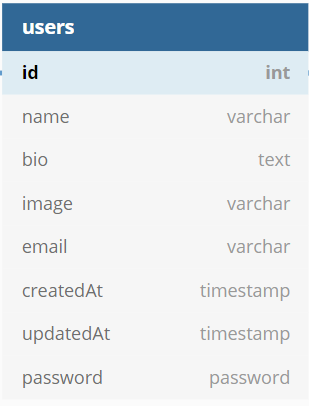 users
id int
name varchar
bio text
image varchar
email varchar
createdAt timestamp
updatedAt timestamp
password password